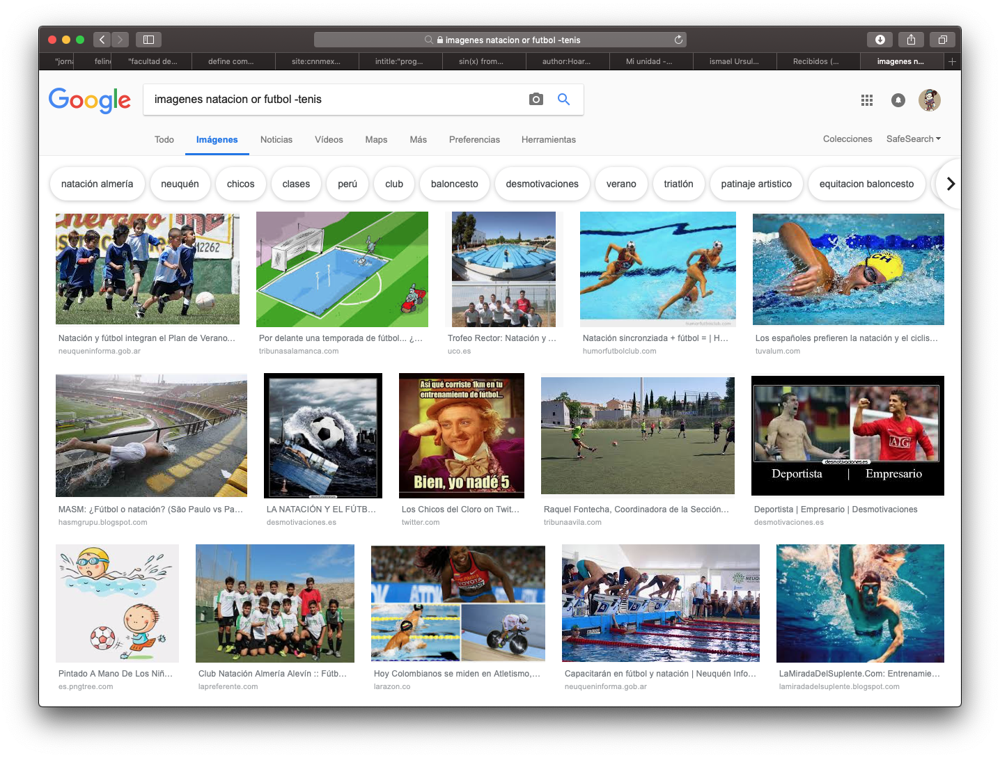 imagenes natacion or futbol -tenis
"jorn
felin
"facultad de...
define com...
site:cnnmex...
intitle:"prog...
sin(x) from...
author:Hoar...
Mi unidad -...
ismael Ursul...
Recibidos (...
imagenes n...
Google
imagenes natacion or futbol -tenis
Todo
Imágenes
Noticias
Vídeos
Maps
Más
Preferencias
Herramientas
Colecciones
SafeSearch
natación almería
neuquén
chicos
clases
perú
club
baloncesto
desmotivaciones
verano
triatlón
patinaje artistico
equitacion baloncesto
12262
humorfutbolclub.com
CH
Natación y fútbol integran el Plan de Verano...
neuqueninforma.gob.ar
Por delante una temporada de fútbol... ¿...
tribunasalamanca.com
Trofeo Rector: Natación y ...
uco.es
Natación sincronziada + fútbol = | H...
humorfutbolclub.com
Los españoles prefieren la natación y el ciclis...
tuvalum.com
Así qué corriste 1km en tu
entrenamiento de fútbol...
Bien, yo nadé 5
AIG
desmotivaciones.es
Deportista | Empresario
MASM: ¿Fútbol o natación? (São Paulo vs Pa...
hasmgrupu.blogspot.com
LA NATACIÓN Y EL FÚTB...
desmotivaciones.es
Los Chicos del Cloro on Twit...
twitter.com
Raquel Fontecha, Coordinadora de la Sección...
tribunaavila.com
Deportista | Empresario | Desmotivaciones
desmotivaciones.es
TOYOTA
NEUQUEN
Pintado A Mano De Los Niñ...
es.pngtree.com
Club Natación Almería Alevín :: Fútb...
lapreferente.com
Hoy Colombianos se miden en Atletismo,...
larazon.co
Capacitarán en fútbol y natación | Neuquén Info...
neuqueninforma.gob.ar
LaMiradaDelSuplente.Com: Entrenamie...
lamiradadelsuplente.blogspot.com